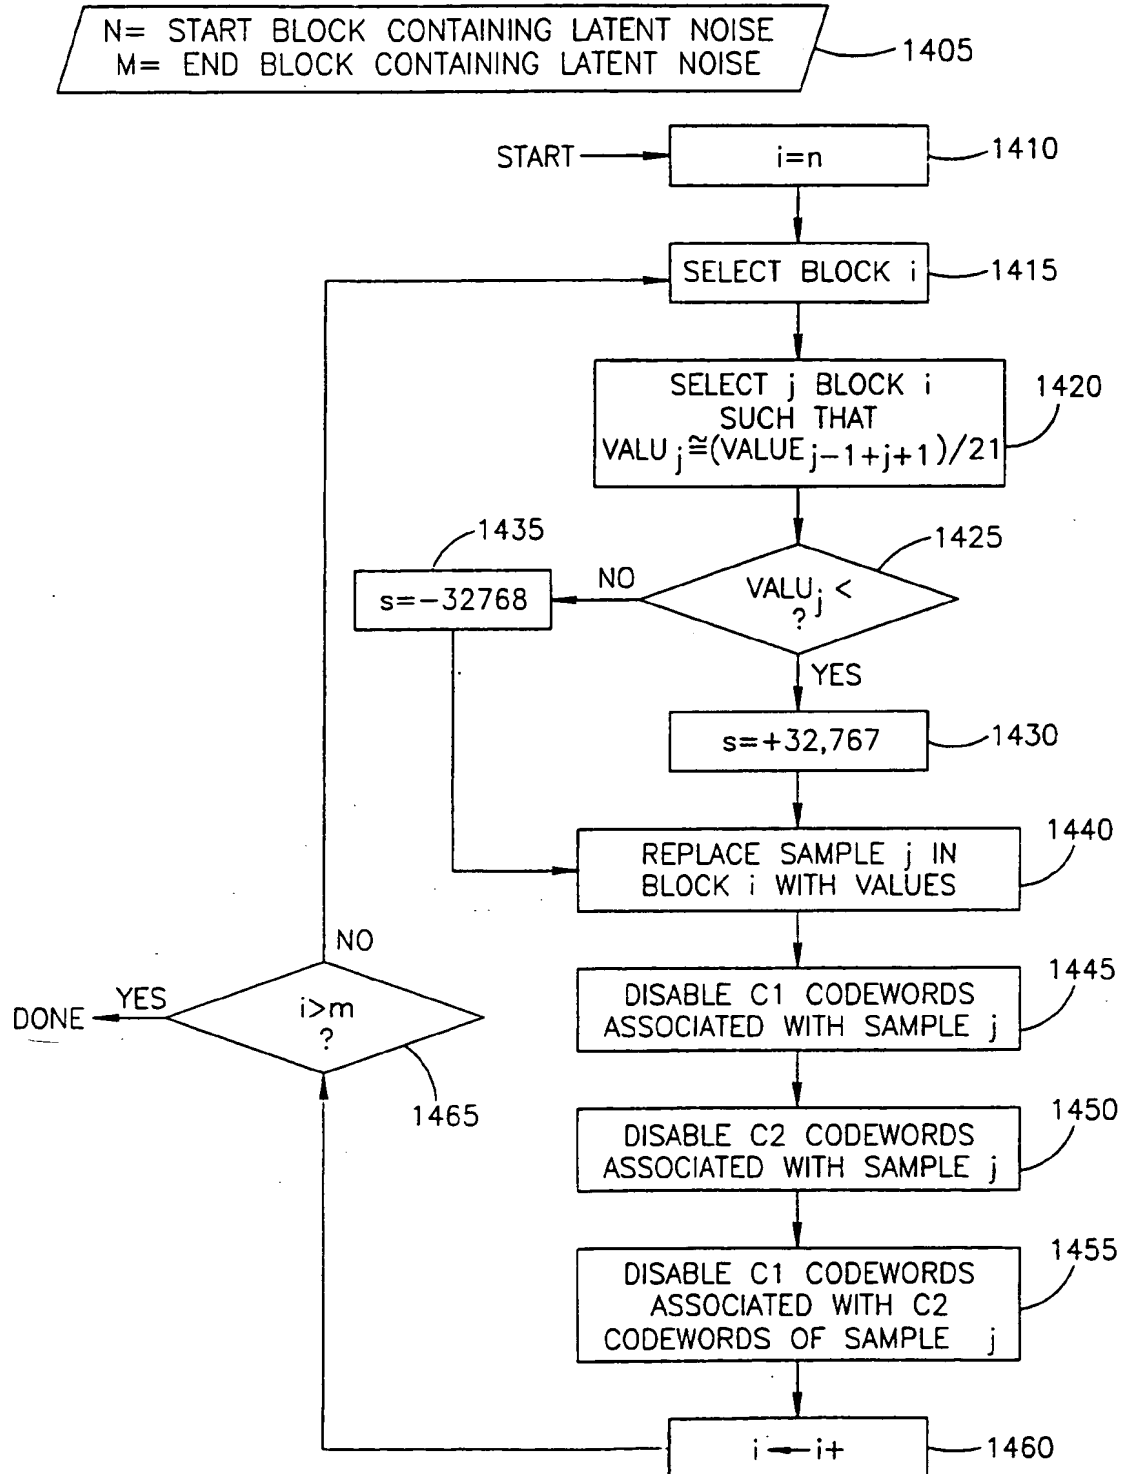 N= START BLOCK CONTAINING LATENT NOISE
M= END BLOCK CONTAINING LATENT NOISE
1405
START
i=n
1410
SELECT BLOCK i
1415
SELECT j BLOCK i
SUCH THAT
VALU j≅(VALUE j-1+j+1)/21
1420
1435
s=-32768
NO
VALUj <
?
1425
YES
s=+32,767
1430
REPLACE SAMPLE j IN
BLOCK i WITH VALUES
1440
DISABLE C1 CODEWORDS
ASSOCIATED WITH SAMPLE j
1445
DISABLE C2 CODEWORDS
ASSOCIATED WITH SAMPLE j
1450
DISABLE C1 CODEWORDS
ASSOCIATED WITH C2
CODEWORDS OF SAMPLE j
1455
i←i+
1460
NO
i>m
?
YES
DONE
1465